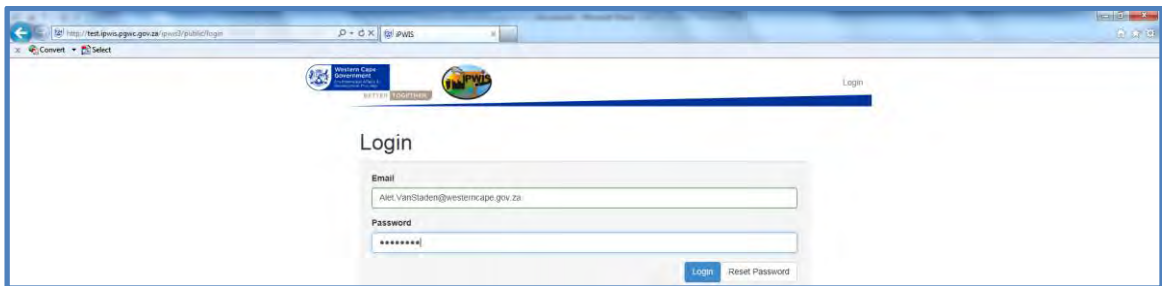 http://test.ipwis.pgwc.gov.za/ipwis3/public/login
IPWIS
x Convert Select
Western Cape
Government
BETTER TOGETHER.
IPWIS
Login
Login
Email
Alet.VanStaden@westerncape.gov.za
Password
Login Reset Password